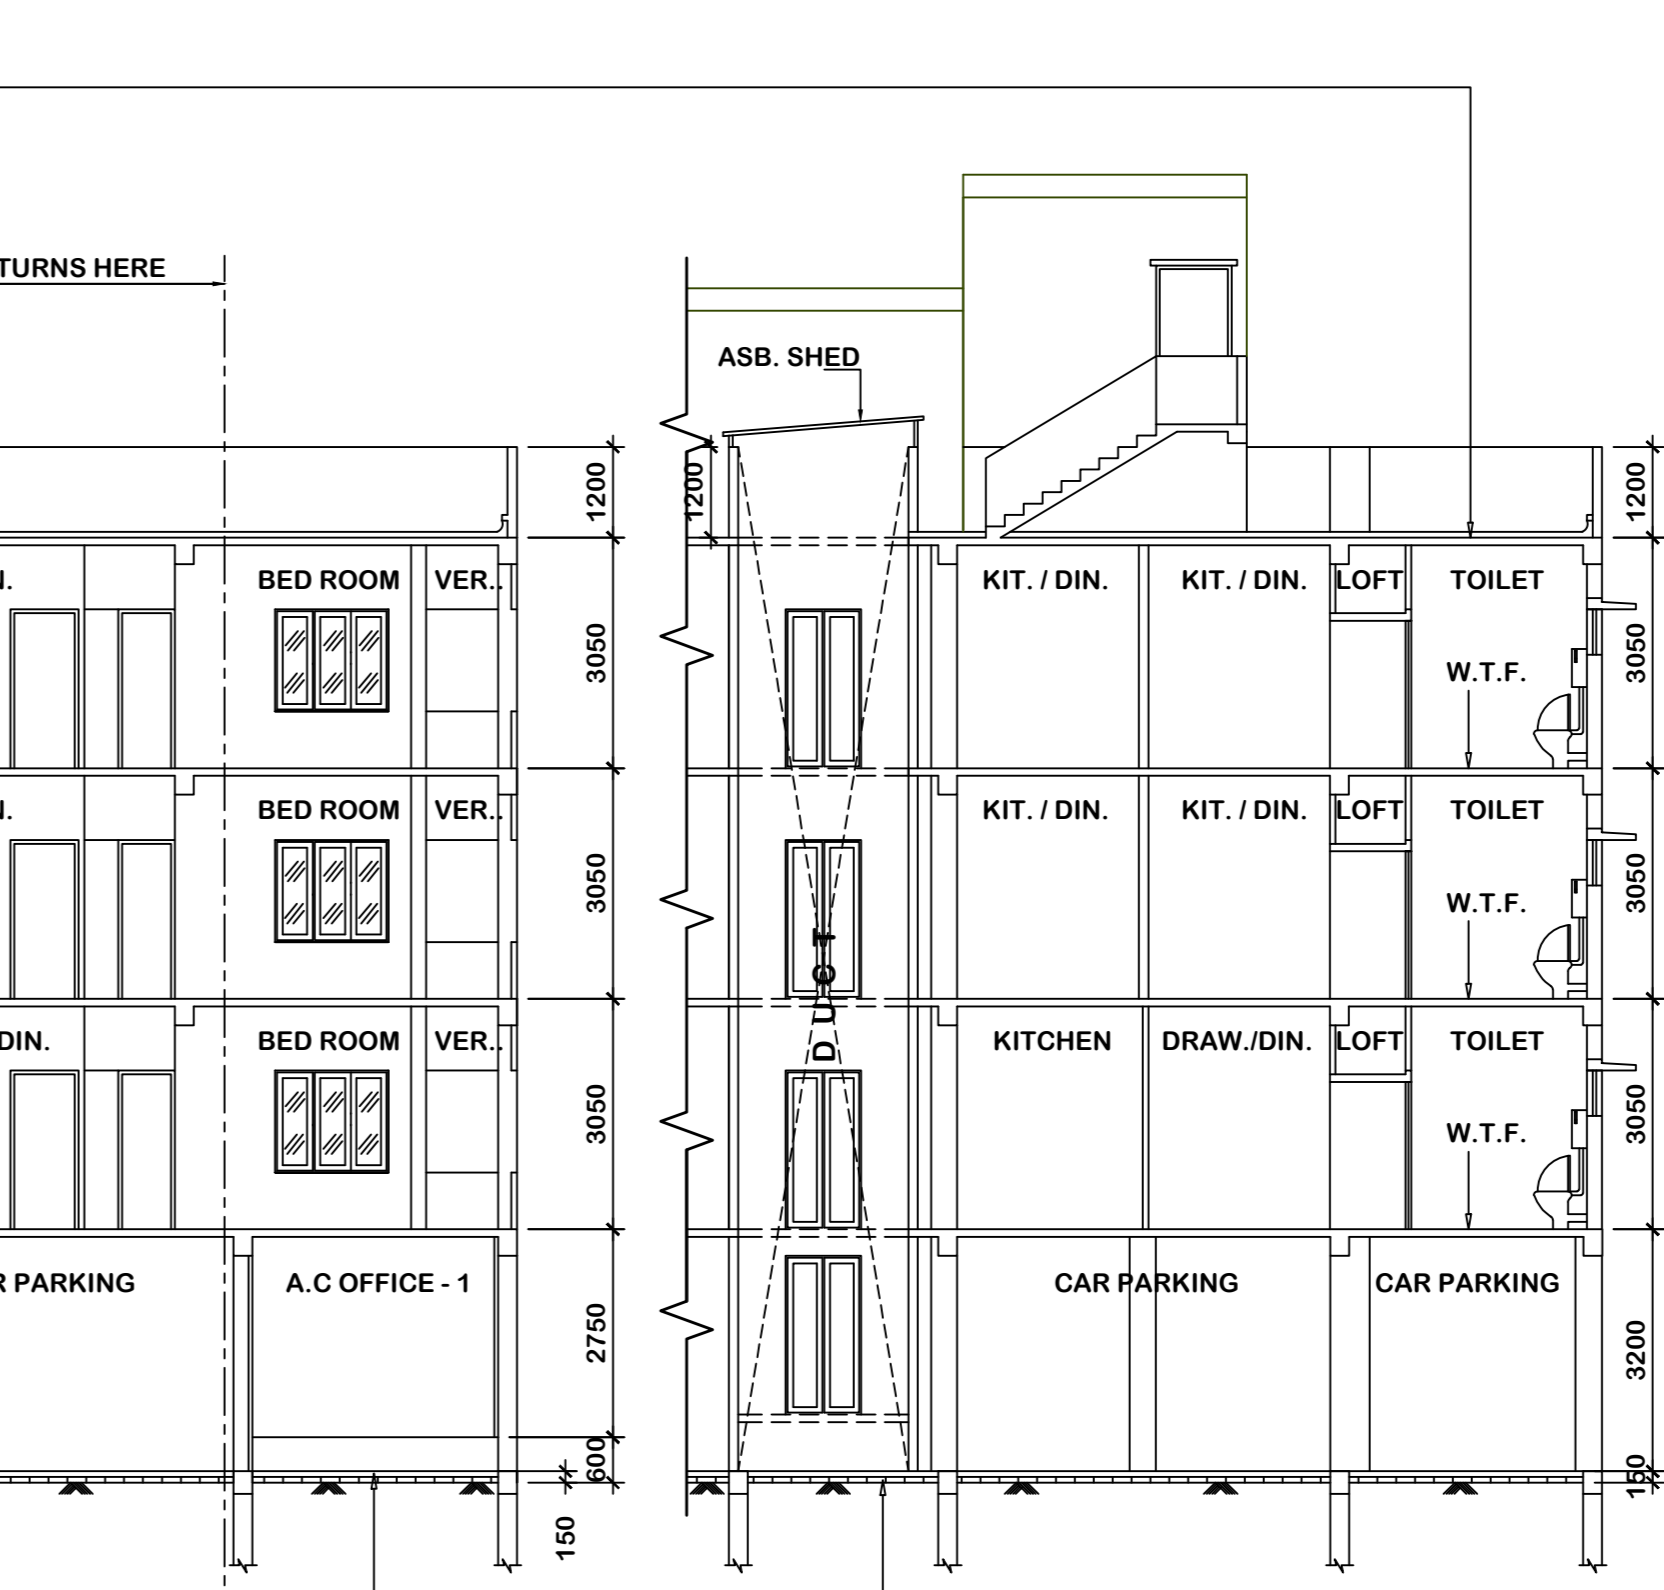 TURNS HERE
ASB. SHED
1200
1200
1200
N.
BED ROOM
VER..
KIT. / DIN.
KIT. / DIN.
LOFT
TOILET
3050
W.T.F.
3050
N.
BED ROOM
VER..
KIT. / DIN.
KIT. / DIN.
LOFT
TOILET
3050
W.T.F.
3050
D U C T
DIN.
BED ROOM
VER..
KITCHEN
DRAW./DIN.
LOFT
TOILET
3050
W.T.F.
3050
R PARKING
A.C OFFICE - 1
CAR PARKING
CAR PARKING
2750
3200
600
150
150